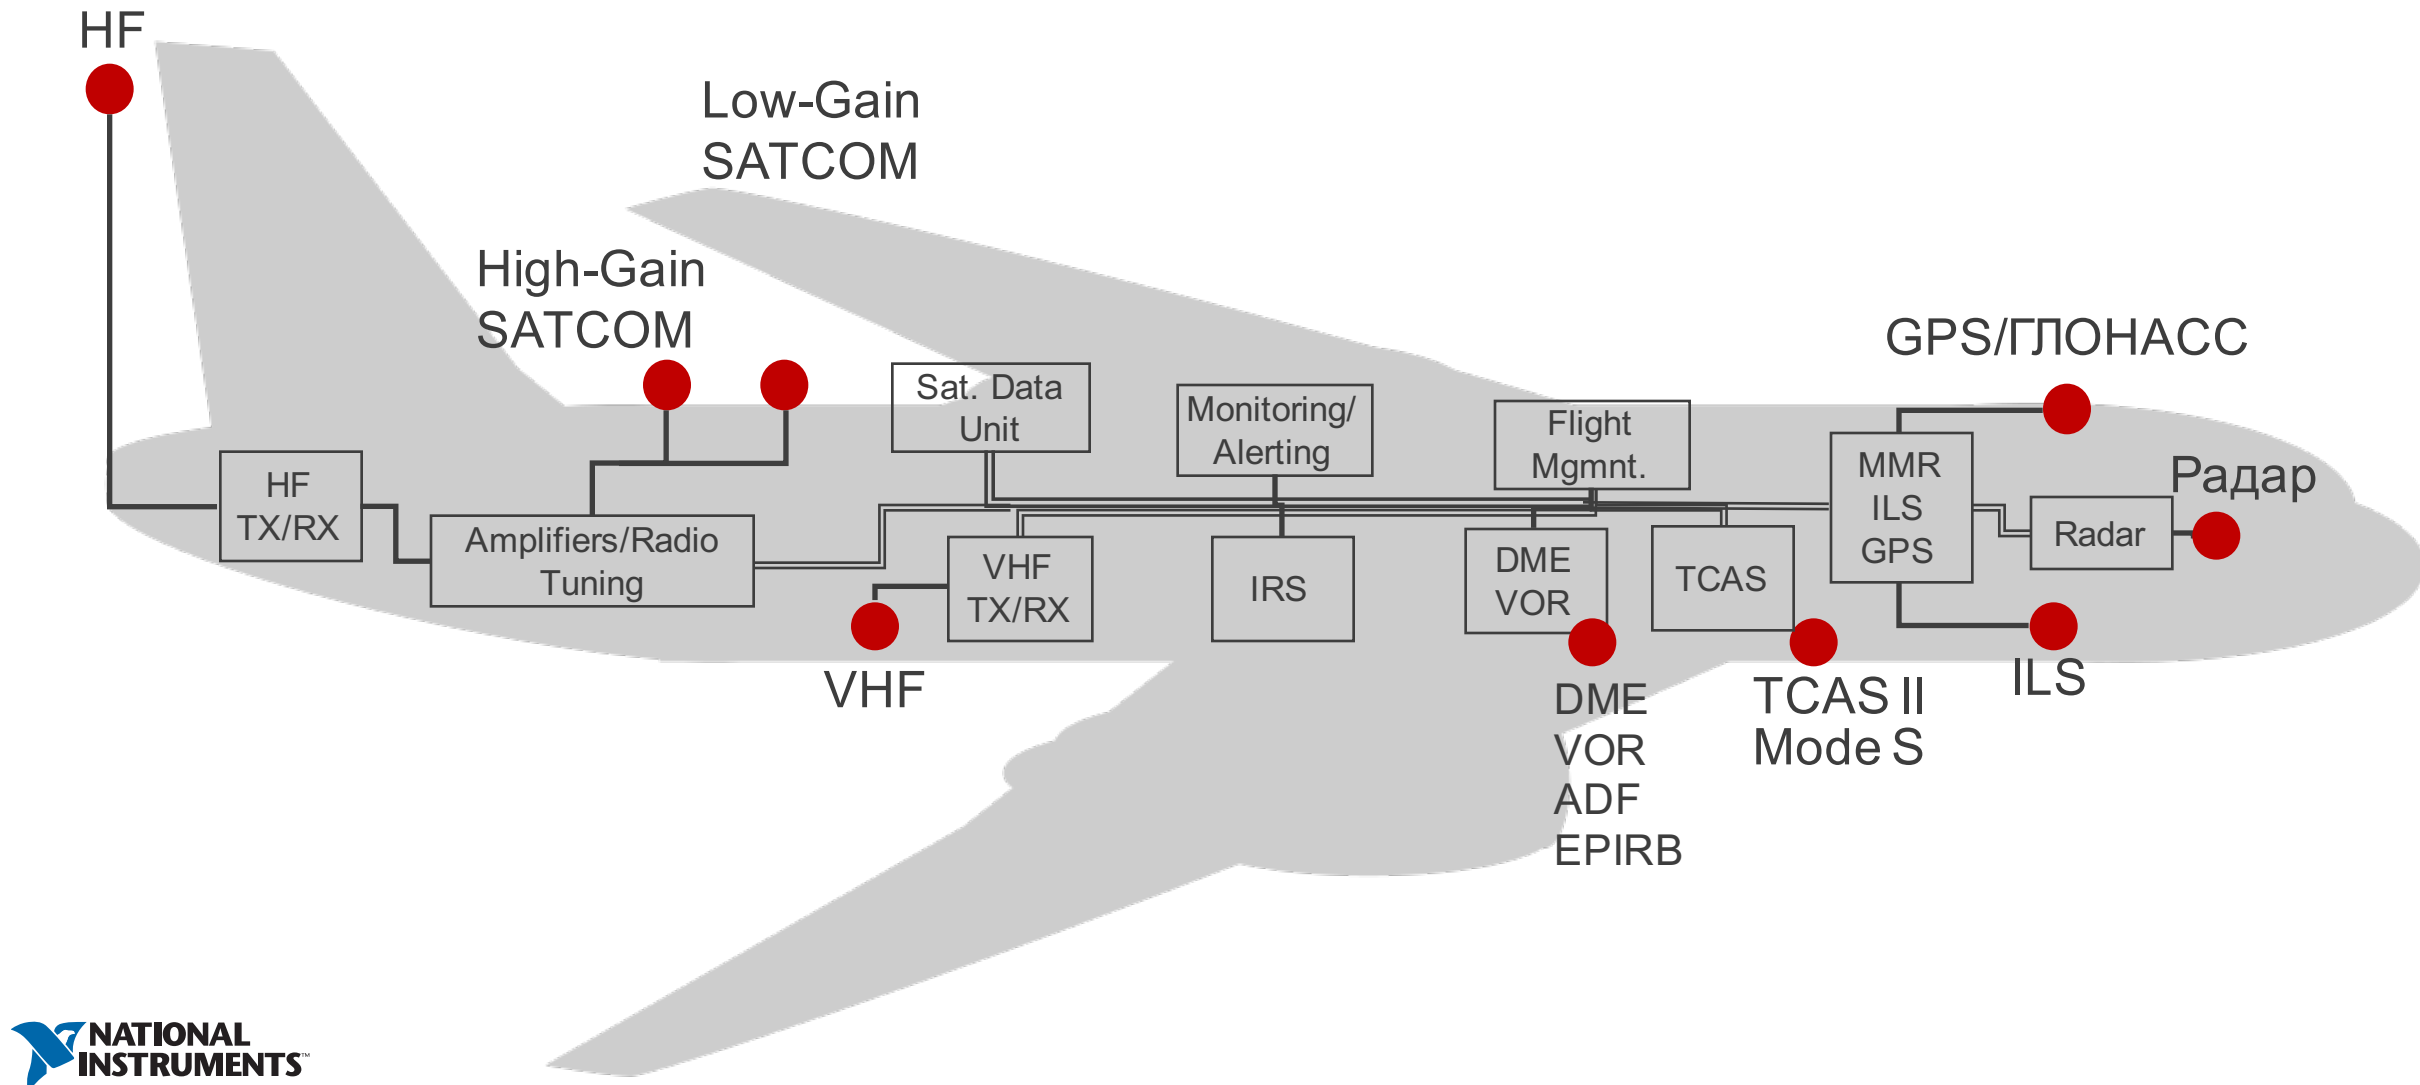 HF
Low-Gain
SATCOM
High-Gain
SATCOM
GPS/ГЛОНАСС
Sat. Data
Unit
Monitoring/
Alerting
Flight
Mgmnt.
MMR
ILS
GPS
Радар
HF
TX/RX
Amplifiers/Radio
Tuning
VHF
TX/RX
IRS
DME
VOR
TCAS
Radar
VHF
DME
VOR
ADF
EPIRB
TCAS II
Mode S
ILS
NATIONAL
INSTRUMENTS™